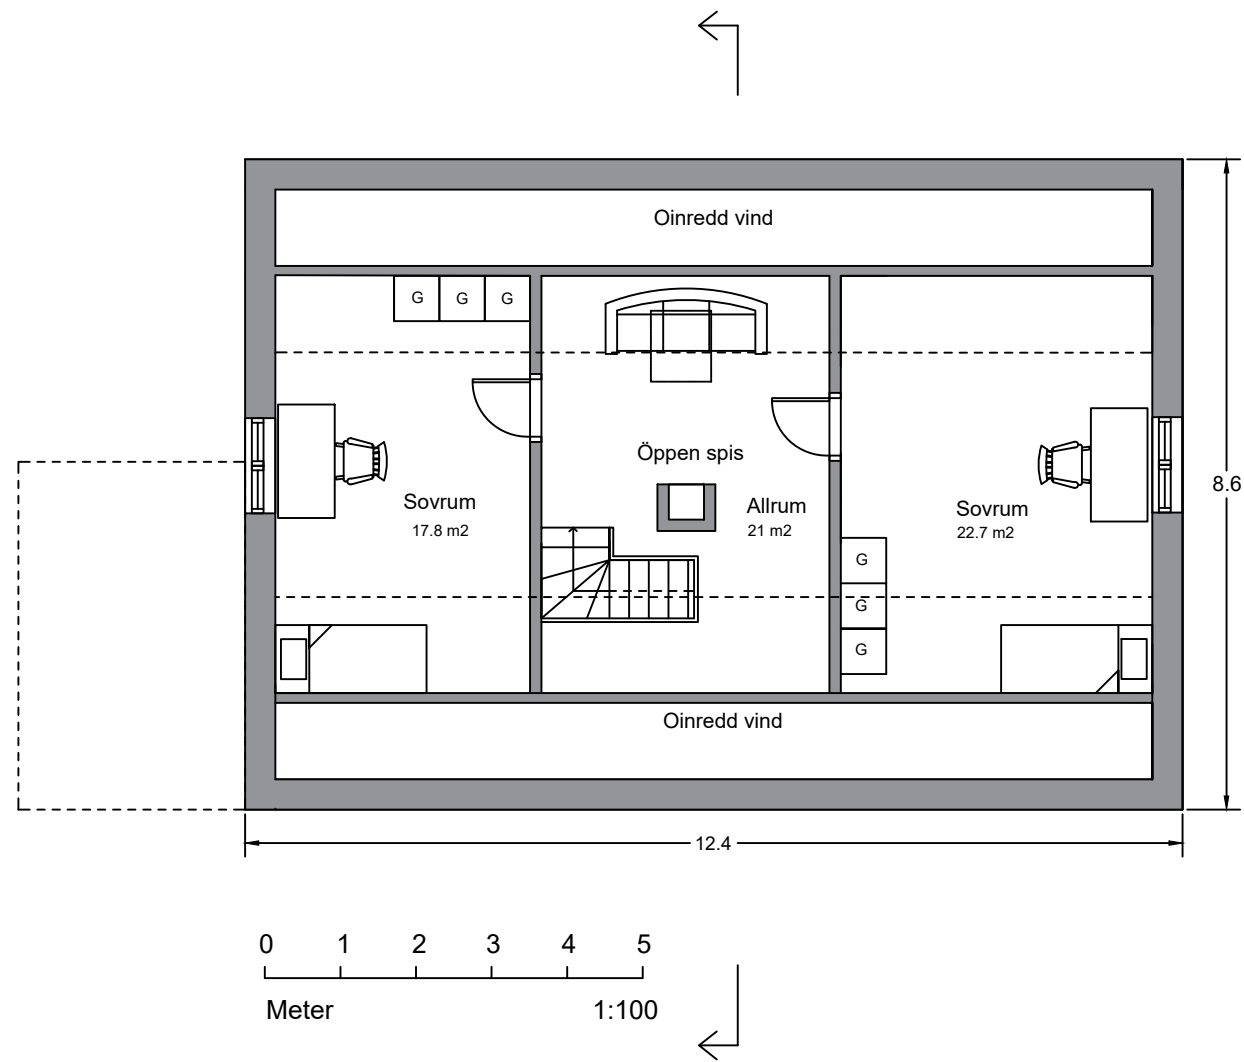 Oinredd vind
G G G
Öppen spis
8.6
Sovrum
17.8 m2
Allrum
21 m2
Sovrum
22.7 m2
G
G
G
Oinredd vind
12.4
0 1 2 3 4 5
Meter 1:100